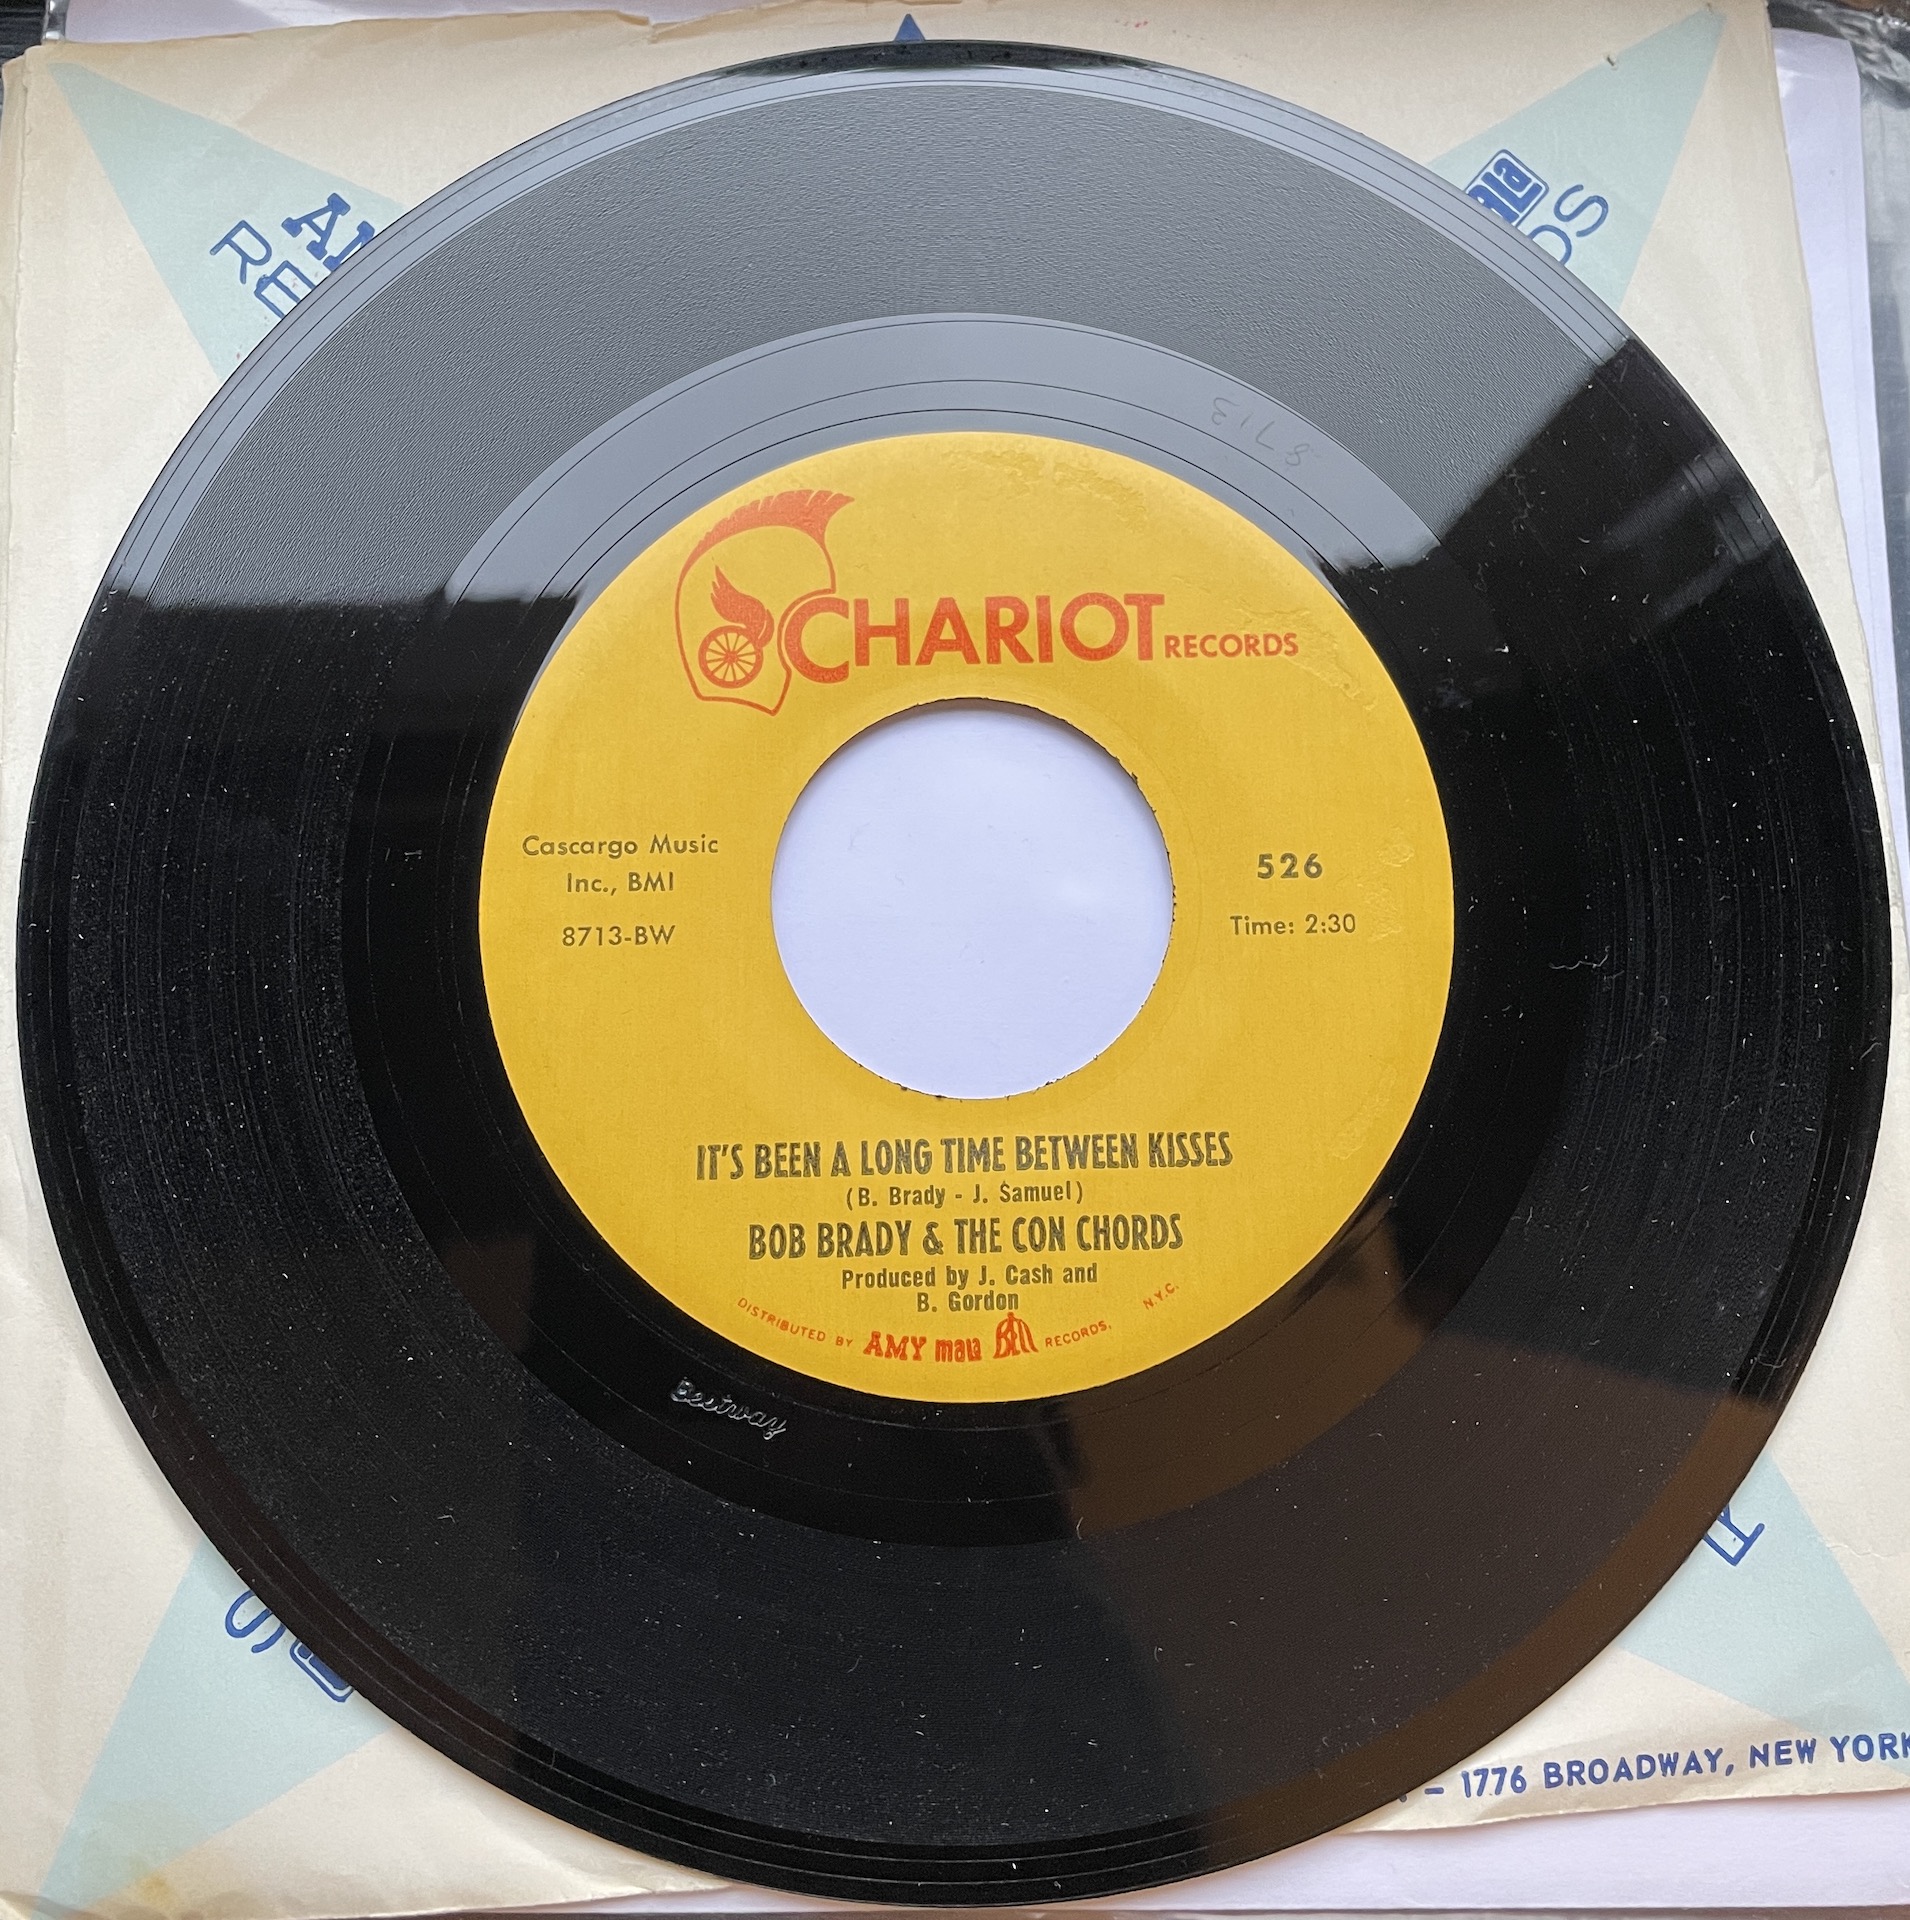 CHARIOT RECORDS
Cascargo Music
Inc., BMI
8713-BW
526
Time: 2:30
IT'S BEEN A LONG TIME BETWEEN KISSES
(B. Brady - J. Samuel)
BOB BRADY & THE CON CHORDS
Produced by J. Cash and
B. Gordon
DISTRIBUTED BY AMY mala Bell RECORDS, N.Y.C.
Bestway
8713
– 1776 BROADWAY, NEW YORK